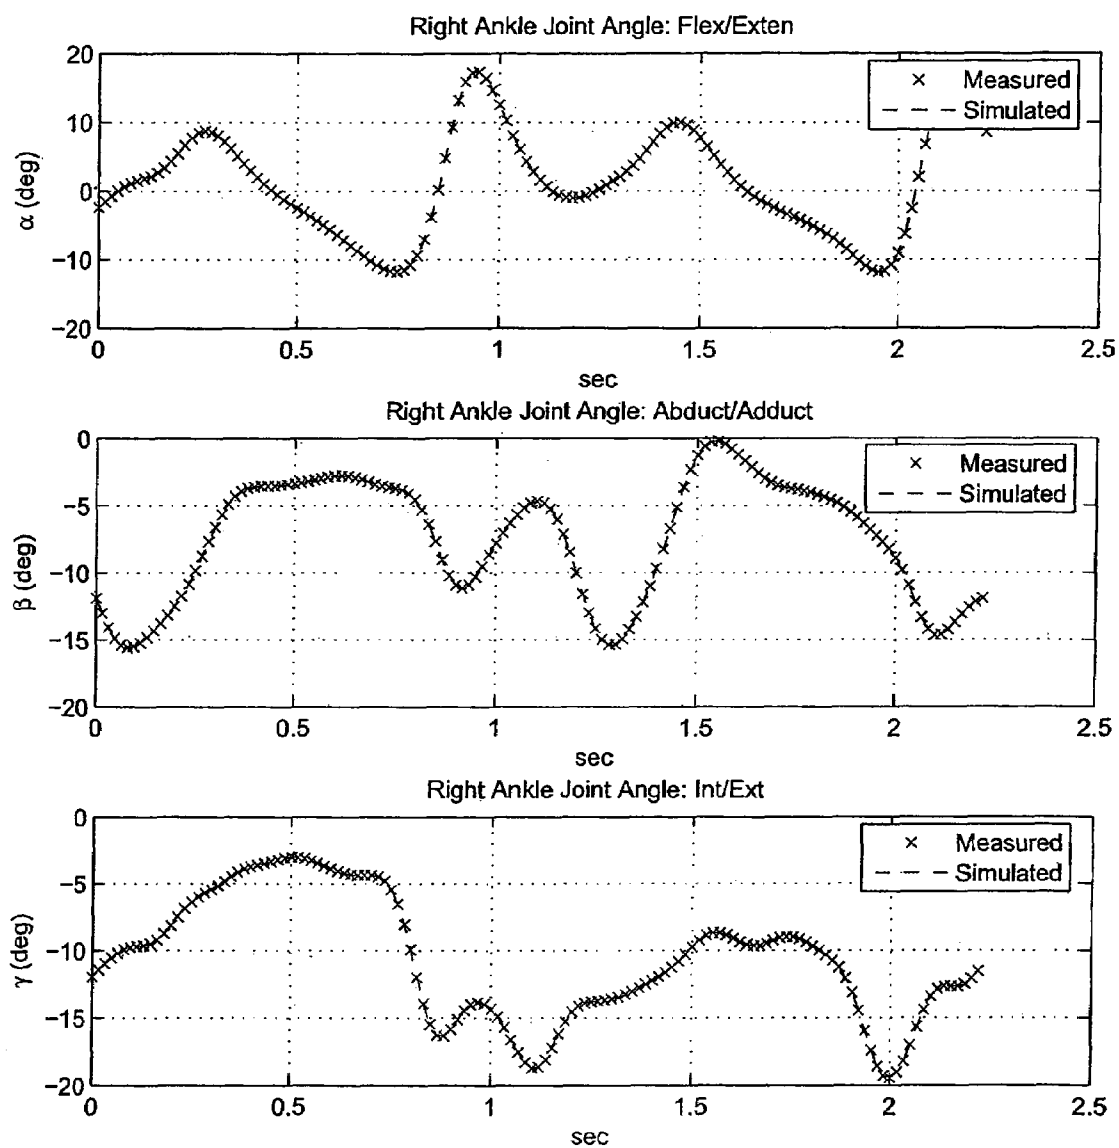 Right Ankle Joint Angle: Flex/Exten
20
10
0
−10
−20
α (deg)
Measured
Simulated
0
0.5
1
1.5
2
2.5
sec
Right Ankle Joint Angle: Abduct/Adduct
0
−5
−10
−15
−20
β (deg)
Measured
Simulated
0
0.5
1
1.5
2
2.5
sec
Right Ankle Joint Angle: Int/Ext
0
−5
−10
−15
−20
γ (deg)
Measured
Simulated
0
0.5
1
1.5
2
2.5
sec